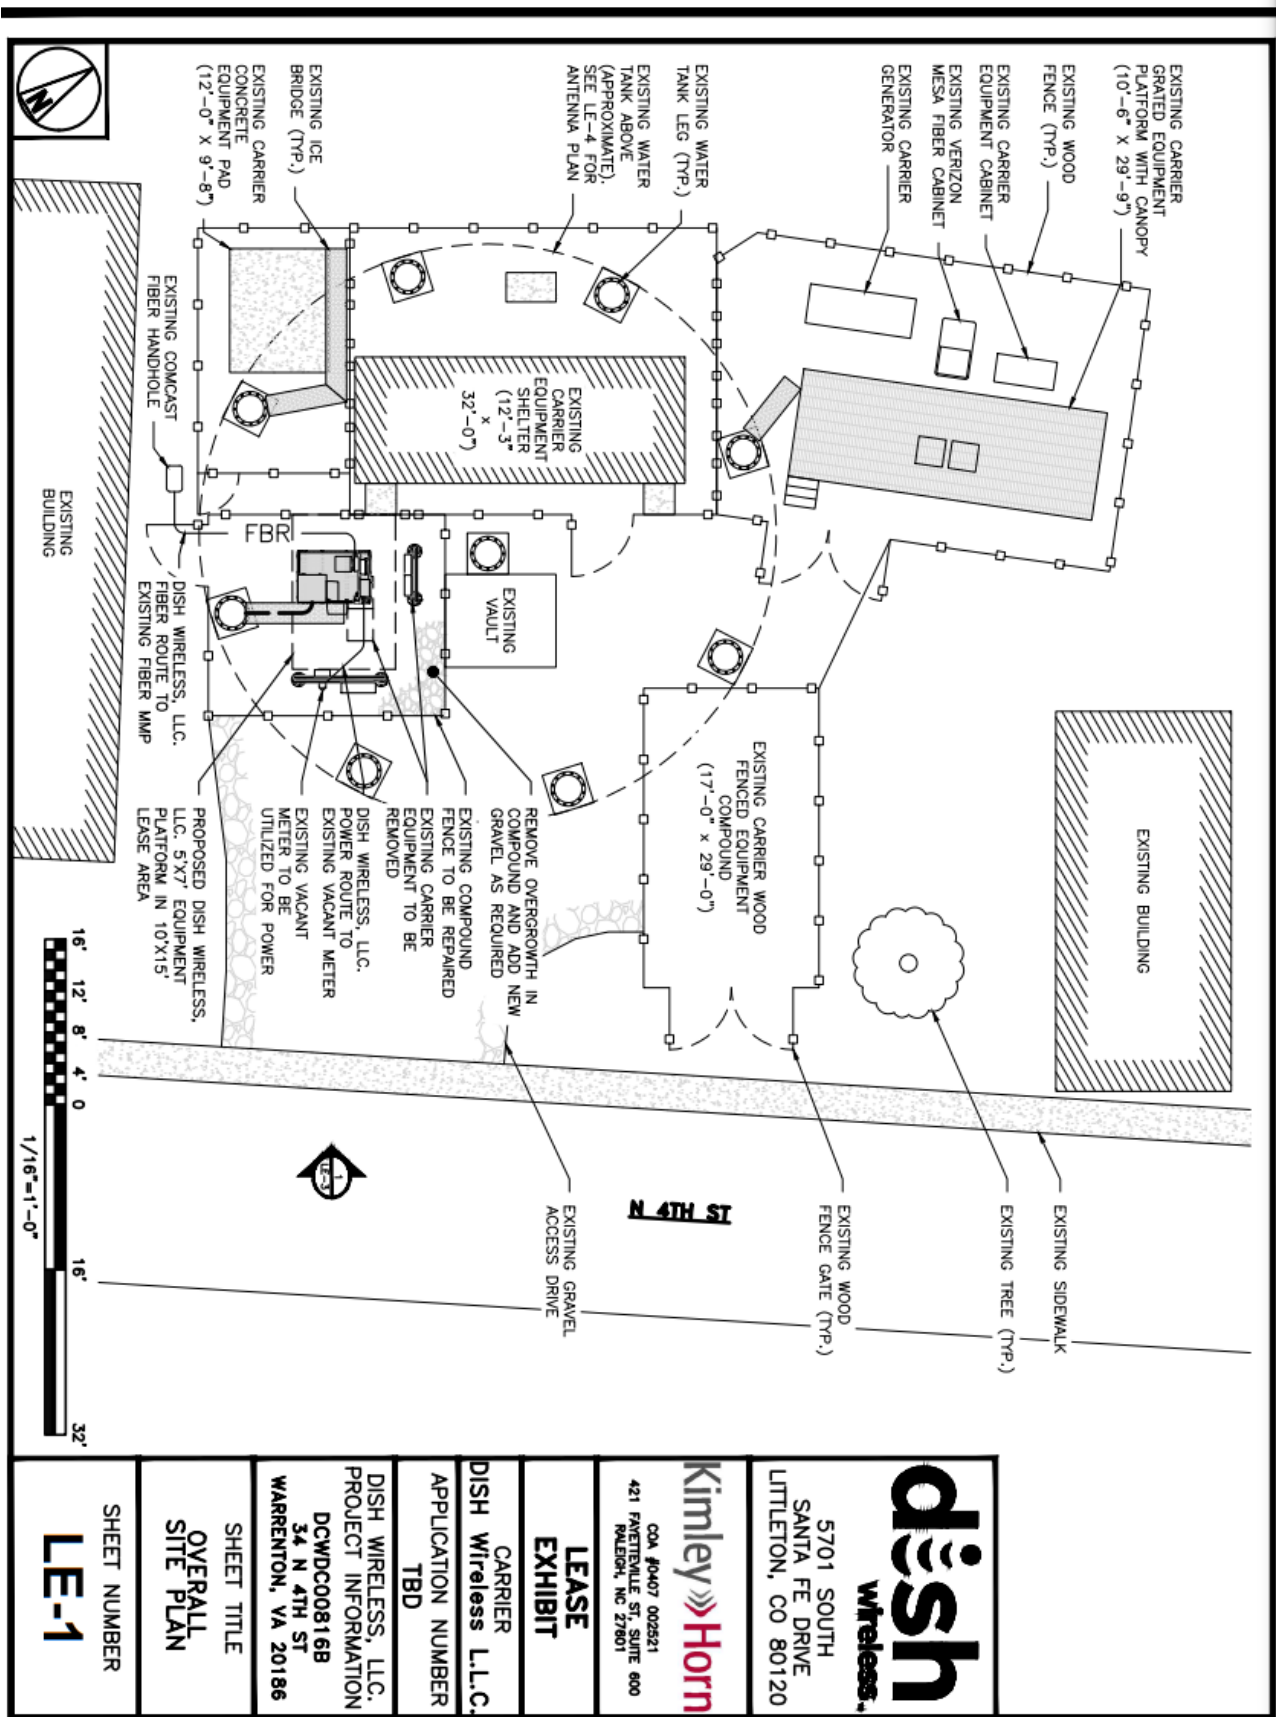 N
EXISTING ICE
BRIDGE (TYP.)
EXISTING CARRIER
CONCRETE
EQUIPMENT PAD
(12'-0" X 9'-8")
EXISTING WATER
TANK LEG (TYP.)
EXISTING WATER
TANK ABOVE
(APPROXIMATE).
SEE LE-4 FOR
ANTENNA PLAN
EXISTING CARRIER
GRATED EQUIPMENT
PLATFORM WITH CANOPY
(10'-6" X 29'-9")
EXISTING WOOD
FENCE (TYP.)
EXISTING CARRIER
EQUIPMENT CABINET
EXISTING VERIZON
MESA FIBER CABINET
EXISTING CARRIER
GENERATOR
EXISTING COMCAST
FIBER HANDHOLE
EXISTING
CARRIER
EQUIPMENT
SHELTER
(12'-3"
x
32'-0")
EXISTING
BUILDING
FBR
EXISTING
VAULT
DISH WIRELESS, LLC.
FIBER ROUTE TO
EXISTING FIBER MMP
EXISTING CARRIER WOOD
FENCED EQUIPMENT
COMPOUND
(17'-0" x 29'-0")
EXISTING BUILDING
REMOVE OVERGROWTH IN
COMPOUND AND ADD NEW
GRAVEL AS REQUIRED
EXISTING COMPOUND
FENCE TO BE REPAIRED
EXISTING CARRIER
EQUIPMENT TO BE
REMOVED
DISH WIRELESS, LLC.
POWER ROUTE TO
EXISTING VACANT METER
EXISTING VACANT
METER TO BE
UTILIZED FOR POWER
PROPOSED DISH WIRELESS,
LLC. 5'X7' EQUIPMENT
PLATFORM IN 10'X15'
LEASE AREA
EXISTING SIDEWALK
EXISTING TREE (TYP.)
EXISTING WOOD
FENCE GATE (TYP.)
N 4TH ST
EXISTING GRAVEL
ACCESS DRIVE
1
LE-3
16' 12' 8' 4' 0 16' 32'
1/16"=1'-0"
dish
wireless™
5701 SOUTH
SANTA FE DRIVE
LITTLETON, CO 80120
Kimley»Horn
COA #0407 002521
421 FAYETTEVILLE ST, SUITE 600
RALEIGH, NC 27601
LEASE
EXHIBIT
CARRIER
DISH Wireless L.L.C.
APPLICATION NUMBER
TBD
DISH WIRELESS, LLC.
PROJECT INFORMATION
DCWDC00816B
34 N 4TH ST
WARRENTON, VA 20186
SHEET TITLE
OVERALL
SITE PLAN
SHEET NUMBER
LE-1